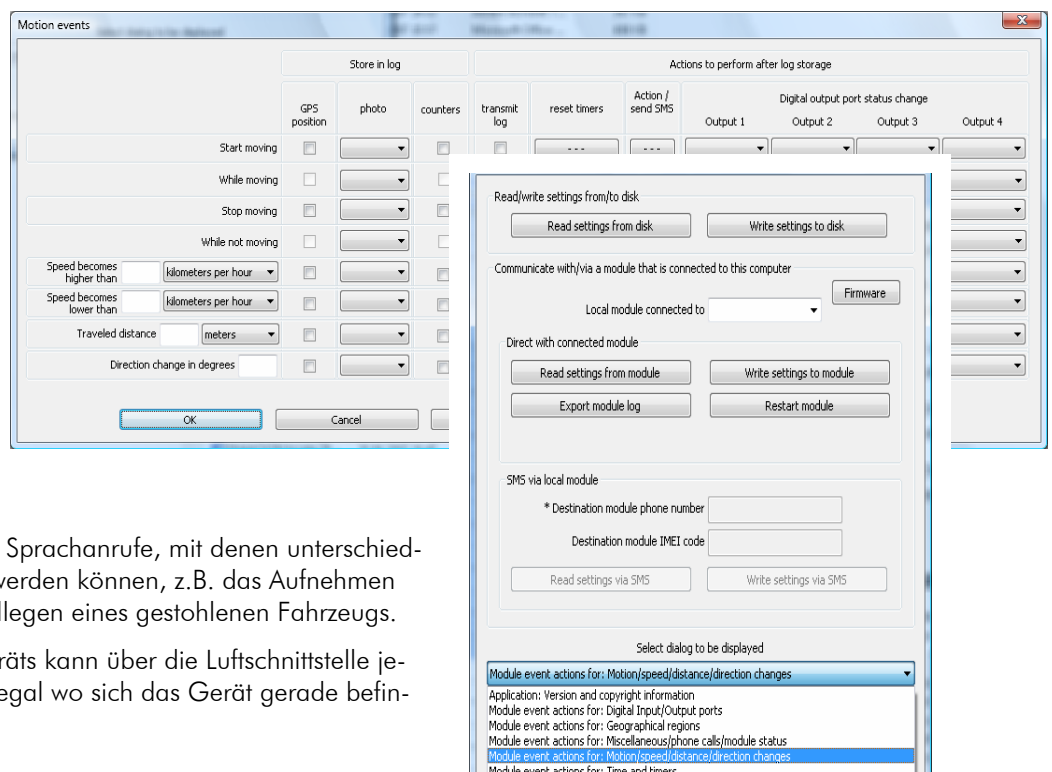 Motion events
Store in log
Actions to perform after log storage
GPS position
photo
counters
transmit log
reset timers
Action / send SMS
Digital output port status change
Output 1
Output 2
Output 3
Output 4
Start moving
- - -
- - -
While moving
Stop moving
While not moving
Speed becomes higher than
kilometers per hour
Speed becomes lower than
kilometers per hour
Traveled distance
meters
Direction change in degrees
OK
Cancel
Read/write settings from/to disk
Read settings from disk
Write settings to disk
Communicate with/via a module that is connected to this computer
Firmware
Local module connected to
Direct with connected module
Read settings from module
Write settings to module
Export module log
Restart module
SMS via local module
* Destination module phone number
Destination module IMEI code
Read settings via SMS
Write settings via SMS
Select dialog to be displayed
Module event actions for: Motion/speed/distance/direction changes
Application: Version and copyright information
Module event actions for: Digital Input/Output ports
Module event actions for: Geographical regions
Module event actions for: Miscellaneous/phone calls/module status
Module event actions for: Motion/speed/distance/direction changes
Module event actions for: Time and timers
Sprachanrufe, mit denen unterschied-
werden können, z.B. das Aufnehmen
llegen eines gestohlenen Fahrzeugs.
räts kann über die Luftschnittstelle je-
egal wo sich das Gerät gerade befin-